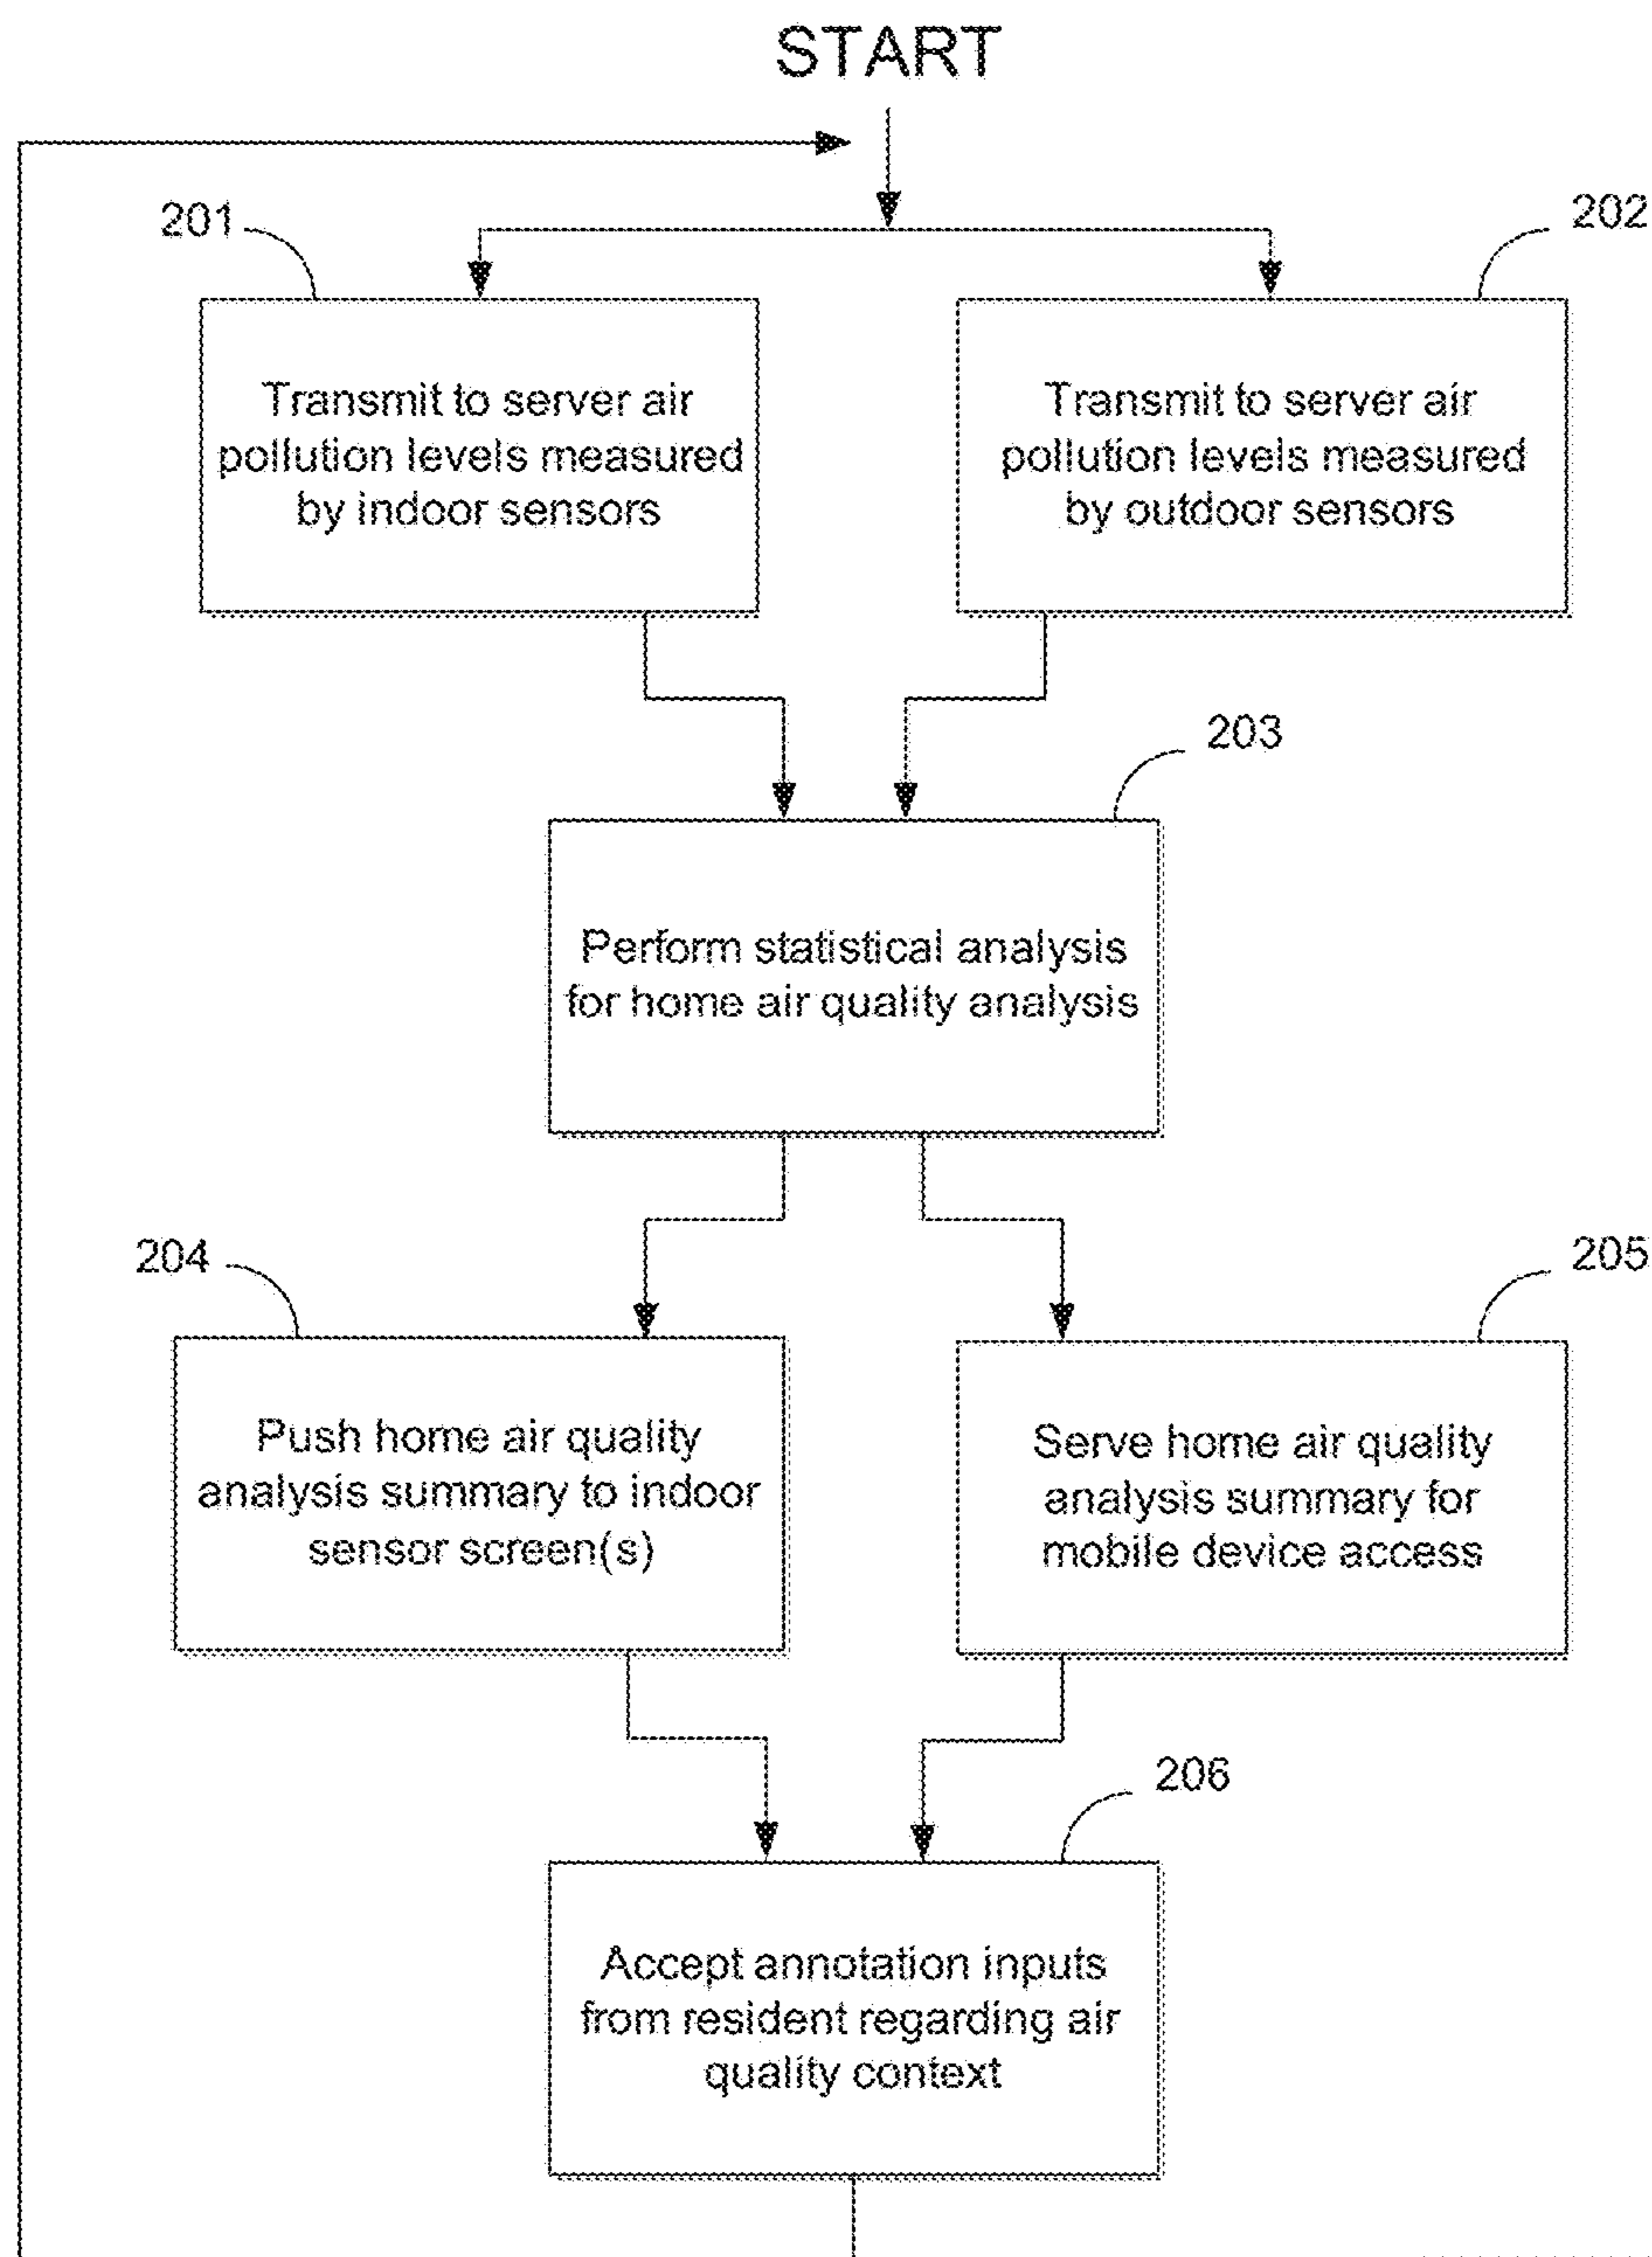 START
201
202
Transmit to server air
pollution levels measured
by indoor sensors
Transmit to server air
pollution levels measured
by outdoor sensors
203
Perform statistical analysis
for home air quality analysis
204
205
Push home air quality
analysis summary to indoor
sensor screen(s)
Serve home air quality
analysis summary for
mobile device access
206
Accept annotation inputs
from resident regarding air
quality context